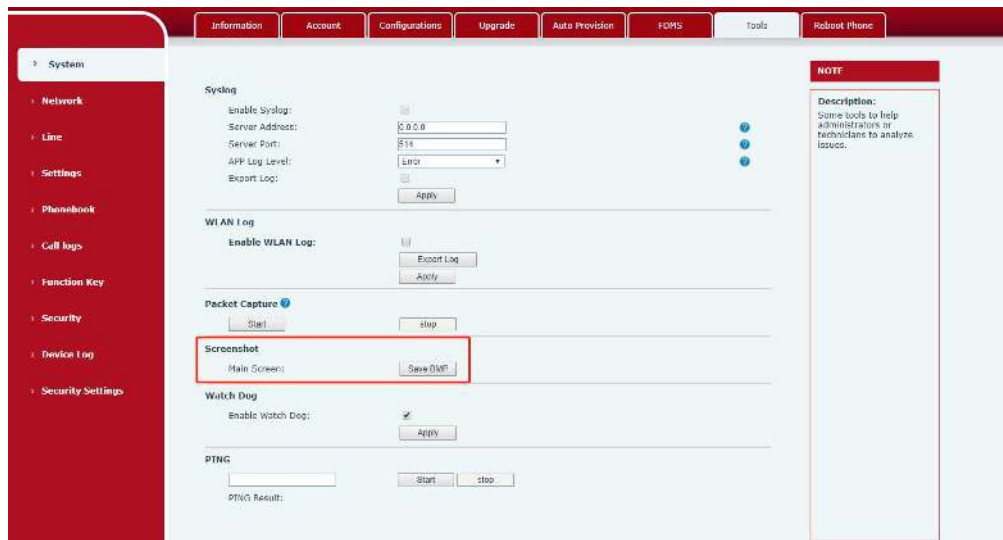 Information Account Configurations Upgrade Auto Provision FDMS Tools Reboot Phone
› System
› Network
› Line
› Settings
› Phonebook
› Call logs
› Function Key
› Security
› Device Log
› Security Settings
Syslog
Enable Syslog:
Server Address: 0.0.0.0
Server Port: 514
APP Log Level: Error
Export Log:
Apply
WLAN Log
Enable WLAN Log:
Export Log
Apply
Packet Capture ?
Start stop
Screenshot
Main Screen: Save BMP
Watch Dog
Enable Watch Dog:
Apply
PING
Start stop
PING Result:
NOTE
Description:
Some tools to help
administrators or
technicians to analyze
issues.